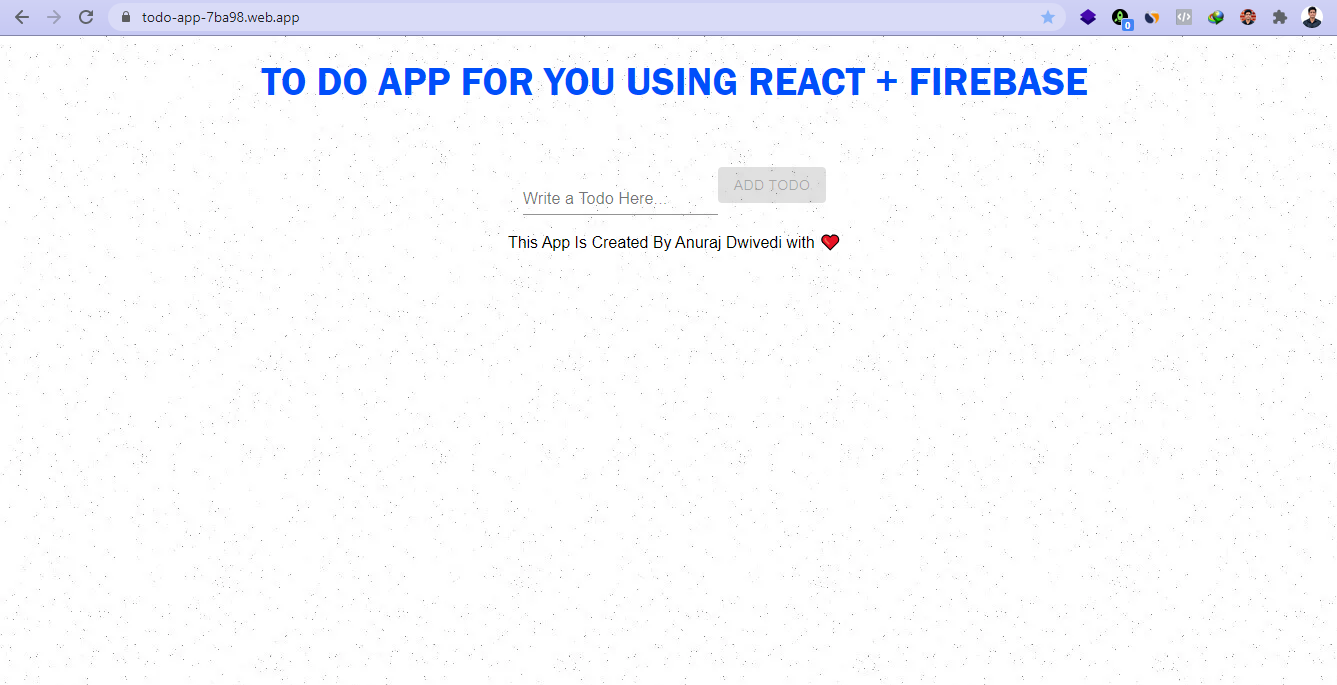 todo-app-7ba98.web.app
0
TO DO APP FOR YOU USING REACT + FIREBASE
Write a Todo Here...
ADD TODO
This App Is Created By Anuraj Dwivedi with ❤️